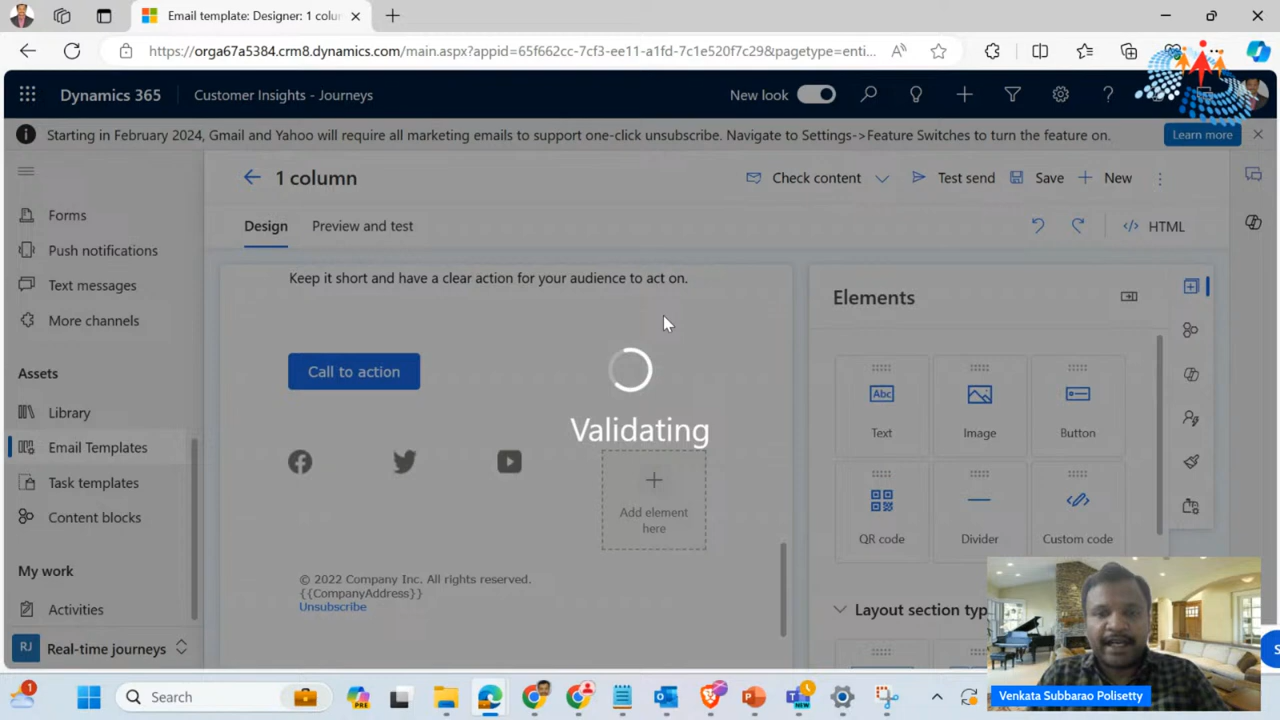 Email template: Designer: 1 colur
https://orga67a5384.crm8.dynamics.com/main.aspx?appid=65f662cc-7cf3-ee11-a1fd-7c1e520f7c29&pagetype=enti...
Dynamics 365
Customer Insights - Journeys
New look
Starting in February 2024, Gmail and Yahoo will require all marketing emails to support one-click unsubscribe. Navigate to Settings->Feature Switches to turn the feature on.
Learn more
1 column
Check content
Test send
Save
New
Forms
Push notifications
Text messages
More channels
Assets
Library
Email Templates
Task templates
Content blocks
My work
Activities
RJ
Real-time journeys
Design
Preview and test
HTML
Keep it short and have a clear action for your audience to act on.
Call to action
Validating
Add element
here
© 2022 Company Inc. All rights reserved.
{{CompanyAddress}}
Unsubscribe
Elements
Abc
Text
Image
Button
QR code
Divider
Custom code
Layout section typ
Venkata Subbarao Polisetty
1
Search
NEW